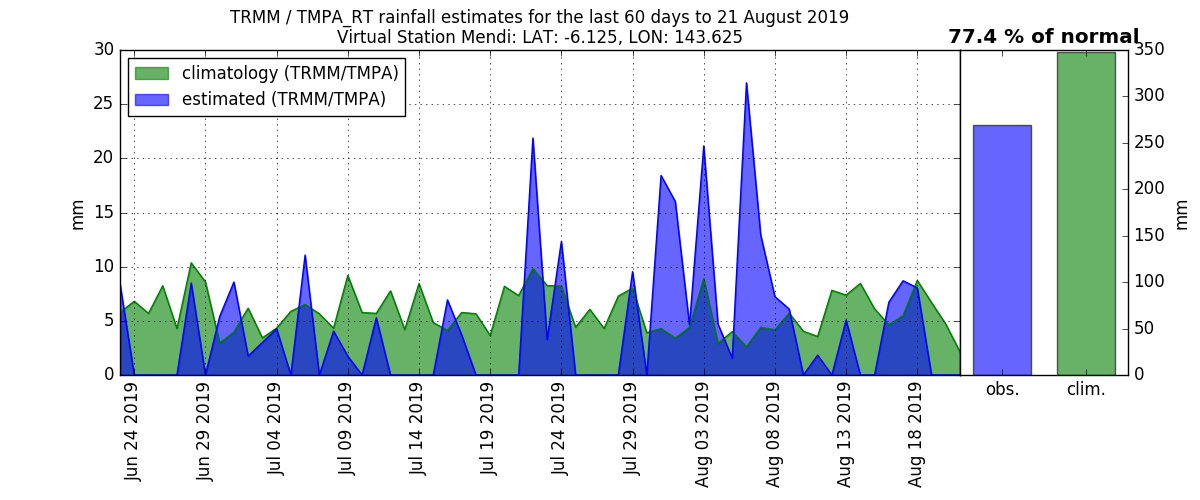 TRMM / TMPA_RT rainfall estimates for the last 60 days to 21 August 2019
Virtual Station Mendi: LAT: -6.125, LON: 143.625
77.4 % of normal
climatology (TRMM/TMPA)
estimated (TRMM/TMPA)
30
25
20
15
10
5
0
mm
Jun 24 2019
Jun 29 2019
Jul 04 2019
Jul 09 2019
Jul 14 2019
Jul 19 2019
Jul 24 2019
Jul 29 2019
Aug 03 2019
Aug 08 2019
Aug 13 2019
Aug 18 2019
350
300
250
200
150
100
50
0
mm
obs.
clim.